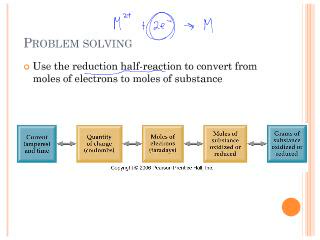 M²⁺ + 2e⁻ → M
PROBLEM SOLVING
Use the reduction half-reaction to convert from
moles of electrons to moles of substance
Current
(amperes)
and time
Quantity
of charge
(coulombs)
Moles of
electrons
(faradays)
Moles of
substance
oxidized or
reduced
Grams of
substance
oxidized or
reduced
Copyright © 2006 Pearson Prentice Hall, Inc.